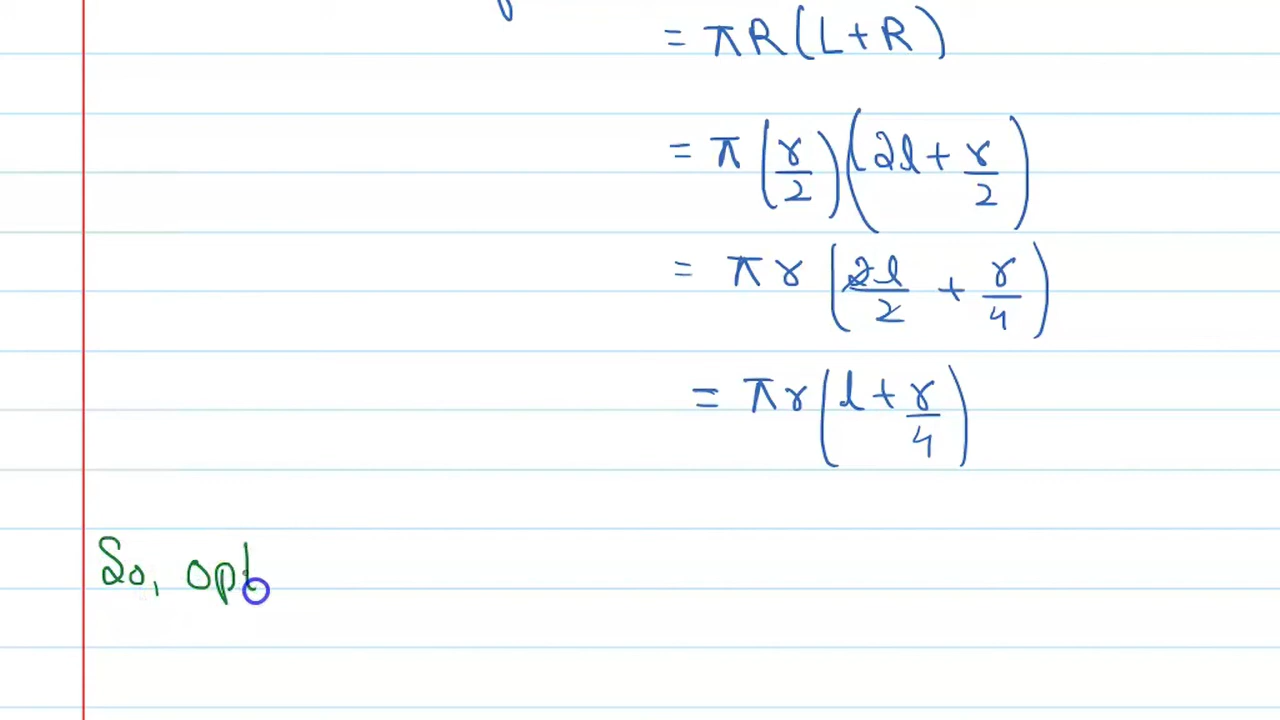 = πR(L+R)
= π(r/2)(2l + r/2)
= πr(2l/2 + r/4)
= πr(l + r/4)
So, opt